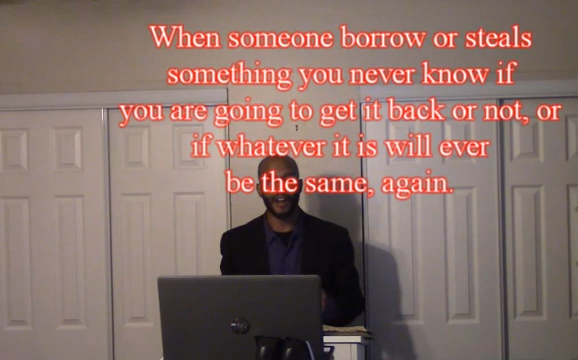 When someone borrow or steals
something you never know if
you are going to get it back or not, or
if whatever it is will ever
be the same, again.